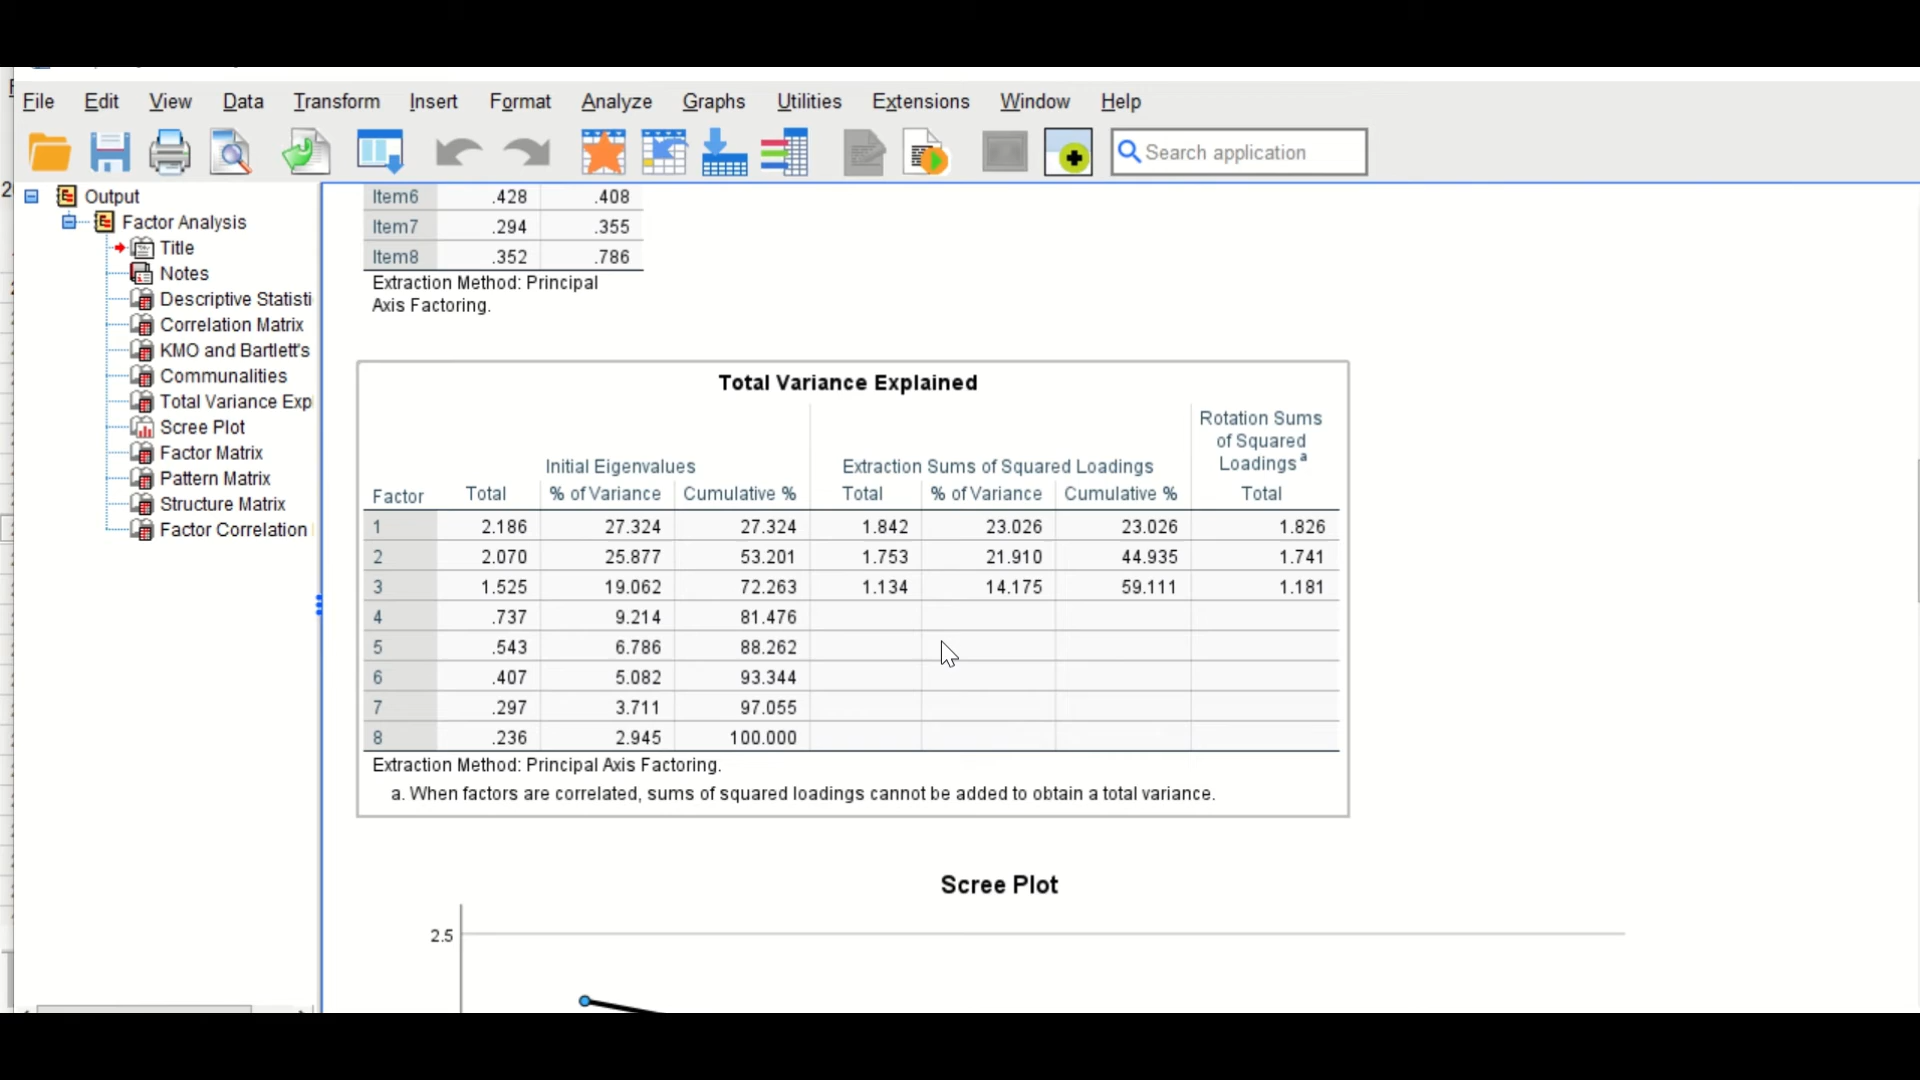 File Edit View Data Transform Insert Format Analyze Graphs Utilities Extensions Window Help
Search application
Output
Factor Analysis
Title
Notes
Descriptive Statisti
Correlation Matrix
KMO and Bartlett's
Communalities
Total Variance Exp
Scree Plot
Factor Matrix
Pattern Matrix
Structure Matrix
Factor Correlation
Item6 .428 .408
Item7 .294 .355
Item8 .352 .786
Extraction Method: Principal
Axis Factoring.
Total Variance Explained
Rotation Sums
of Squared
Loadings a
Initial Eigenvalues Extraction Sums of Squared Loadings
Factor Total % of Variance Cumulative % Total % of Variance Cumulative % Total
1 2.186 27.324 27.324 1.842 23.026 23.026 1.826
2 2.070 25.877 53.201 1.753 21.910 44.935 1.741
3 1.525 19.062 72.263 1.134 14.175 59.111 1.181
4 .737 9.214 81.476
5 .543 6.786 88.262
6 .407 5.082 93.344
7 .297 3.711 97.055
8 .236 2.945 100.000
Extraction Method: Principal Axis Factoring.
a. When factors are correlated, sums of squared loadings cannot be added to obtain a total variance.
Scree Plot
2.5